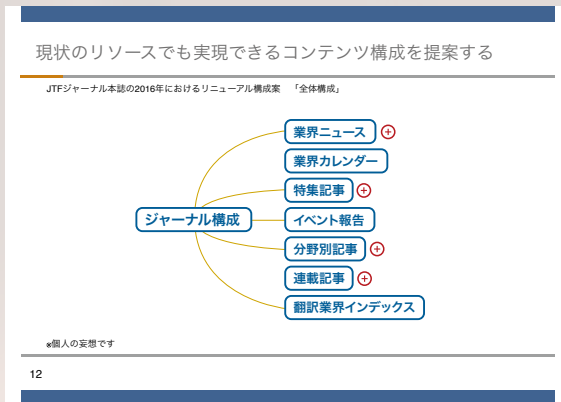 現状のリソースでも実現できるコンテンツ構成を提案する
JTFジャーナル本誌の2016年におけるリニューアル構成案 「全体構成」
業界ニュース
業界カレンダー
特集記事
ジャーナル構成
イベント報告
分野別記事
連載記事
翻訳業界インデックス
※個人の妄想です
12